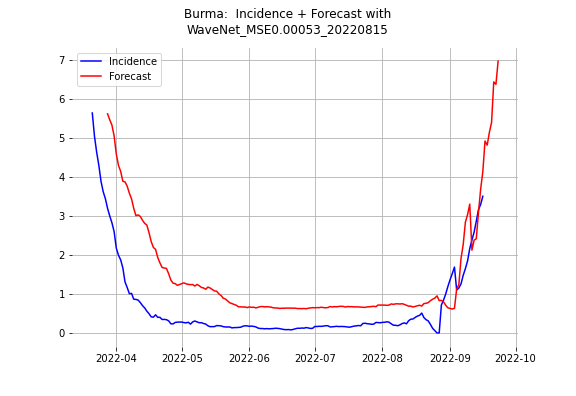 Burma:  Incidence + Forecast with
WaveNet_MSE0.00053_20220815
Incidence
Forecast
7
6
5
4
3
2
1
0
2022-04 2022-05 2022-06 2022-07 2022-08 2022-09 2022-10